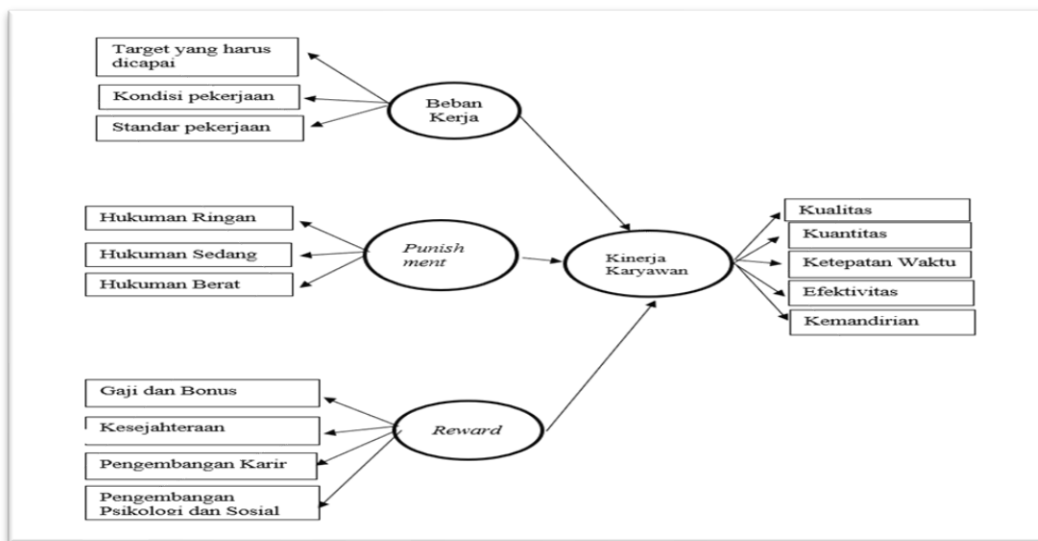 Target yang harus
dicapai
Kondisi pekerjaan
Standar pekerjaan
Beban
Kerja
Hukuman Ringan
Hukuman Sedang
Hukuman Berat
Punish
ment
Kinerja
Karyawan
Kualitas
Kuantitas
Ketepatan Waktu
Efektivitas
Kemandirian
Gaji dan Bonus
Kesejahteraan
Pengembangan Karir
Pengembangan
Psikologi dan Sosial
Reward